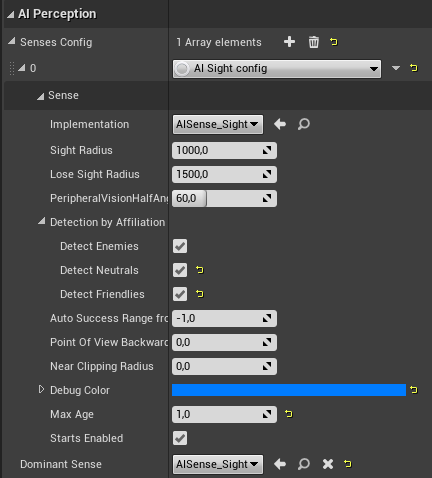 AI Perception
Senses Config 1 Array elements
0 AI Sight config
Sense
Implementation AISense_Sight
Sight Radius 1000,0
Lose Sight Radius 1500,0
PeripheralVisionHalfAng 60,0
Detection by Affiliation
Detect Enemies
Detect Neutrals
Detect Friendlies
Auto Success Range fro -1,0
Point Of View Backward 0,0
Near Clipping Radius 0,0
Debug Color
Max Age 1,0
Starts Enabled
Dominant Sense AISense_Sight